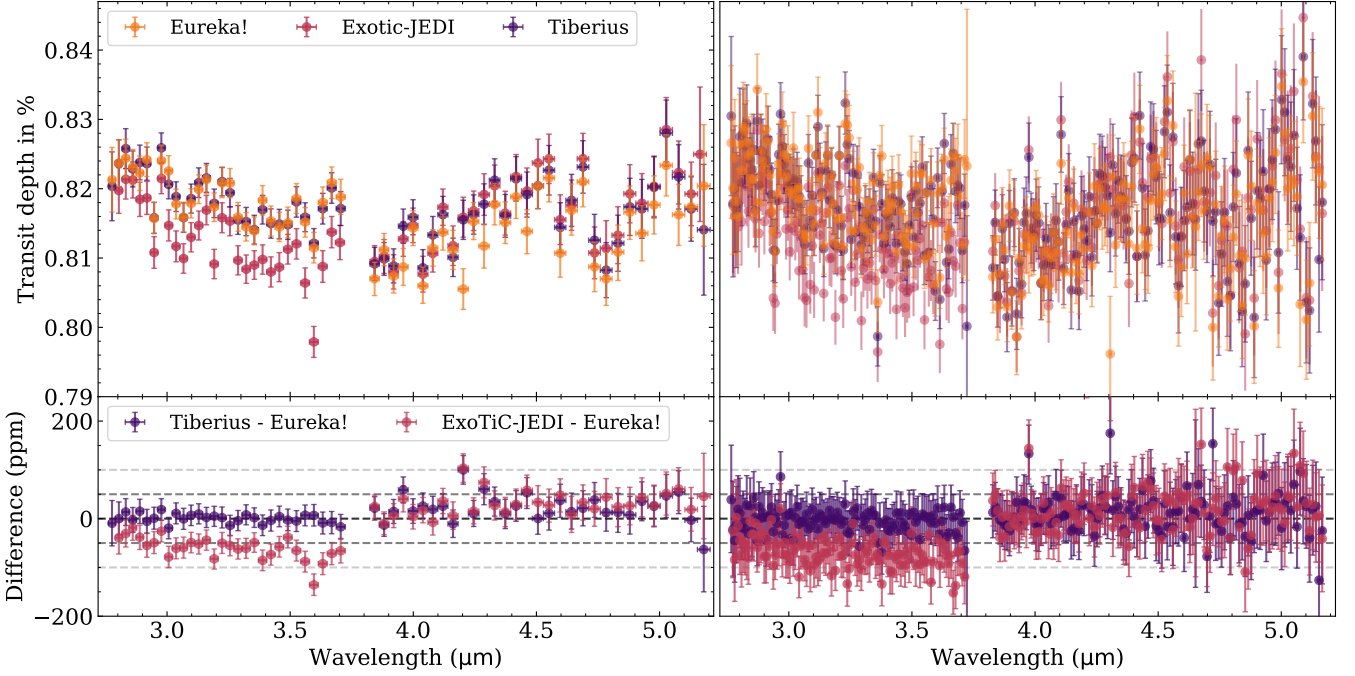 Eureka! Exotic-JEDI Tiberius
Transit depth in %
0.84
0.83
0.82
0.81
0.80
0.79
Tiberius - Eureka! ExoTiC-JEDI - Eureka!
Difference (ppm)
200
0
−200
3.0 3.5 4.0 4.5 5.0
3.0 3.5 4.0 4.5 5.0
Wavelength (μm)
Wavelength (μm)